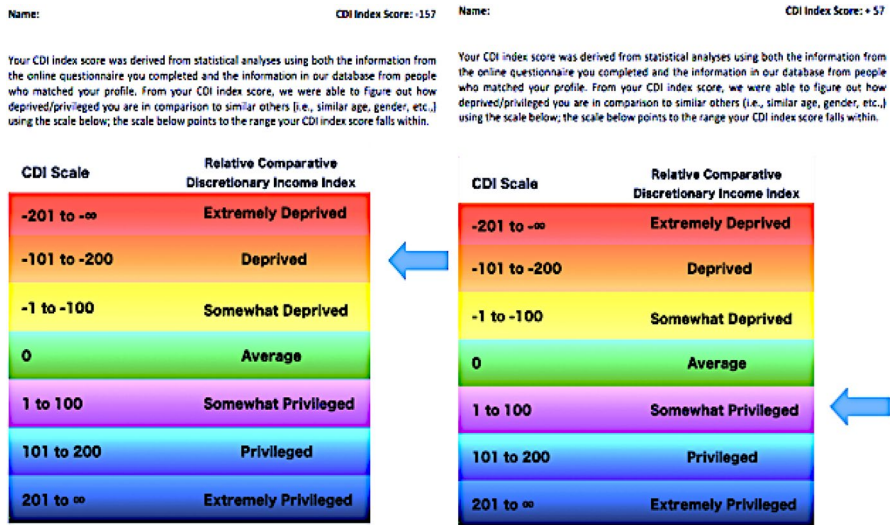 Name: CDI Index Score: -157
Your CDI index score was derived from statistical analyses using both the information from
the online questionnaire you completed and the information in our database from people
who matched your profile. From your CDI index score, we were able to figure out how
deprived/privileged you are in comparison to similar others (i.e., similar age, gender, etc.,)
using the scale below; the scale below points to the range your CDI index score falls within.
CDI Scale Relative Comparative
Discretionary Income Index
-201 to -∞ Extremely Deprived
-101 to -200 Deprived
-1 to -100 Somewhat Deprived
0 Average
1 to 100 Somewhat Privileged
101 to 200 Privileged
201 to ∞ Extremely Privileged
Name: CDI Index Score: + 57
Your CDI index score was derived from statistical analyses using both the information from
the online questionnaire you completed and the information in our database from people
who matched your profile. From your CDI index score, we were able to figure out how
deprived/privileged you are in comparison to similar others (i.e., similar age, gender, etc.,)
using the scale below; the scale below points to the range your CDI index score falls within.
CDI Scale Relative Comparative
Discretionary Income Index
-201 to -∞ Extremely Deprived
-101 to -200 Deprived
-1 to -100 Somewhat Deprived
0 Average
1 to 100 Somewhat Privileged
101 to 200 Privileged
201 to ∞ Extremely Privileged